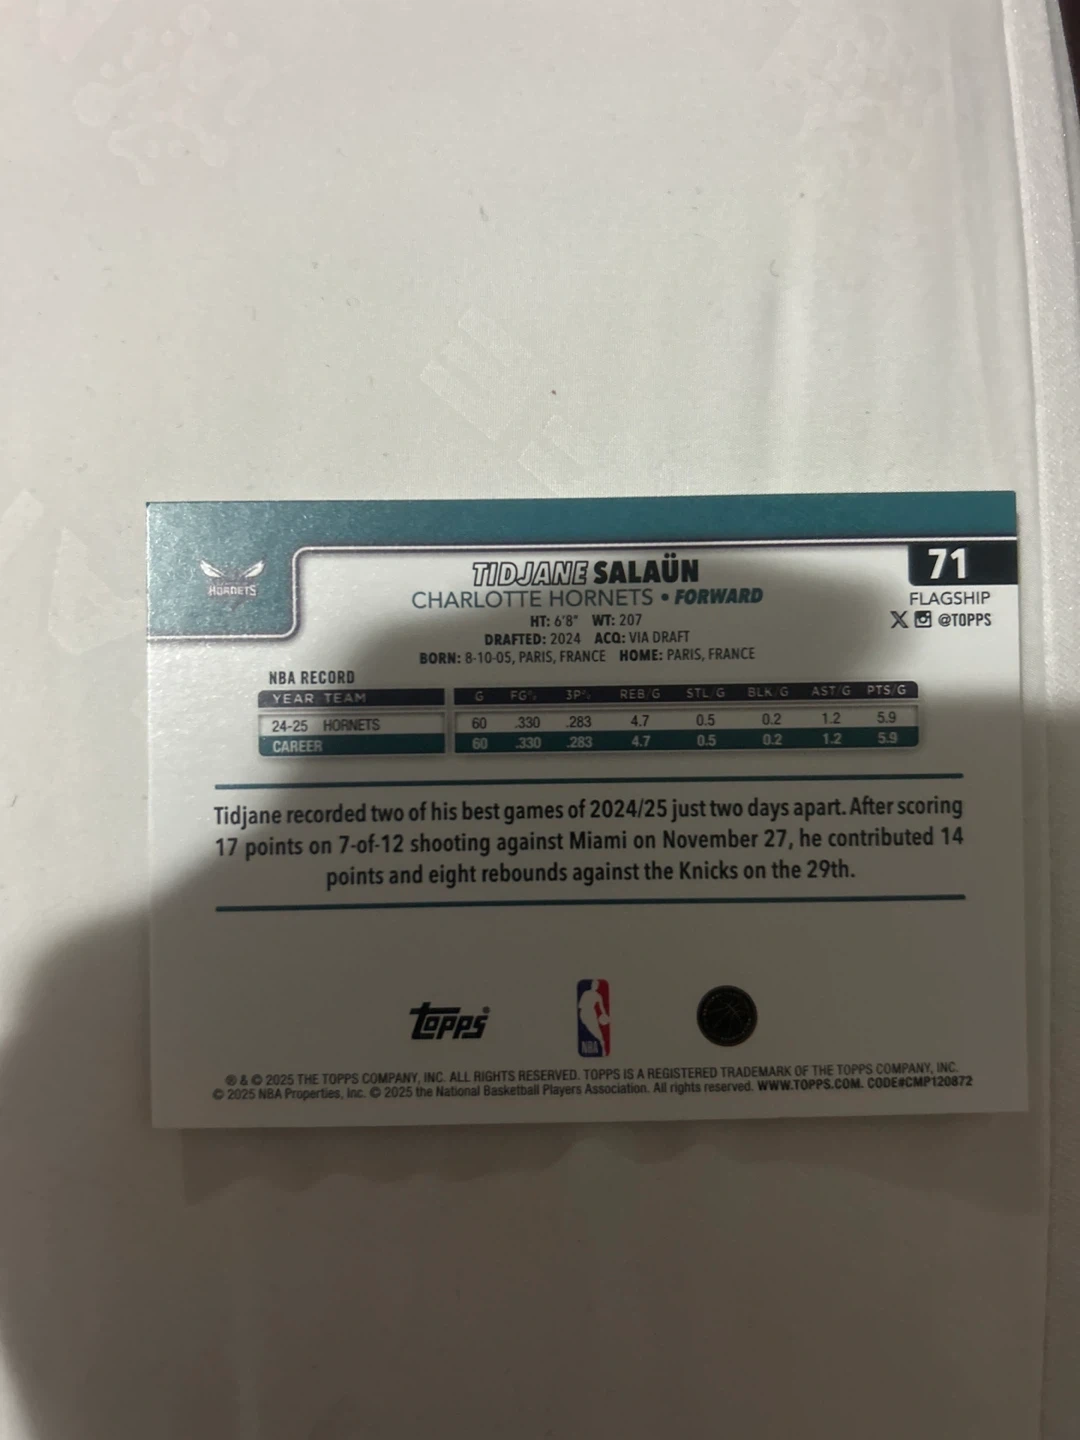 HORNETS
TIDJANE SALAÜN
71
CHARLOTTE HORNETS • FORWARD
FLAGSHIP
HT: 6'8" WT: 207
@TOPPS
DRAFTED: 2024 ACQ: VIA DRAFT
BORN: 8-10-05, PARIS, FRANCE HOME: PARIS, FRANCE
NBA RECORD
YEAR TEAM G FG% 3P% REB/G STL/G BLK/G AST/G PTS/G
24-25 HORNETS 60 .330 .283 4.7 0.5 0.2 1.2 5.9
CAREER 60 .330 .283 4.7 0.5 0.2 1.2 5.9
Tidjane recorded two of his best games of 2024/25 just two days apart. After scoring
17 points on 7-of-12 shooting against Miami on November 27, he contributed 14
points and eight rebounds against the Knicks on the 29th.
Topps®
NBA
® & © 2025 THE TOPPS COMPANY, INC. ALL RIGHTS RESERVED. TOPPS IS A REGISTERED TRADEMARK OF THE TOPPS COMPANY, INC.
© 2025 NBA Properties, Inc. © 2025 the National Basketball Players Association. All rights reserved. WWW.TOPPS.COM. CODE#CMP120872